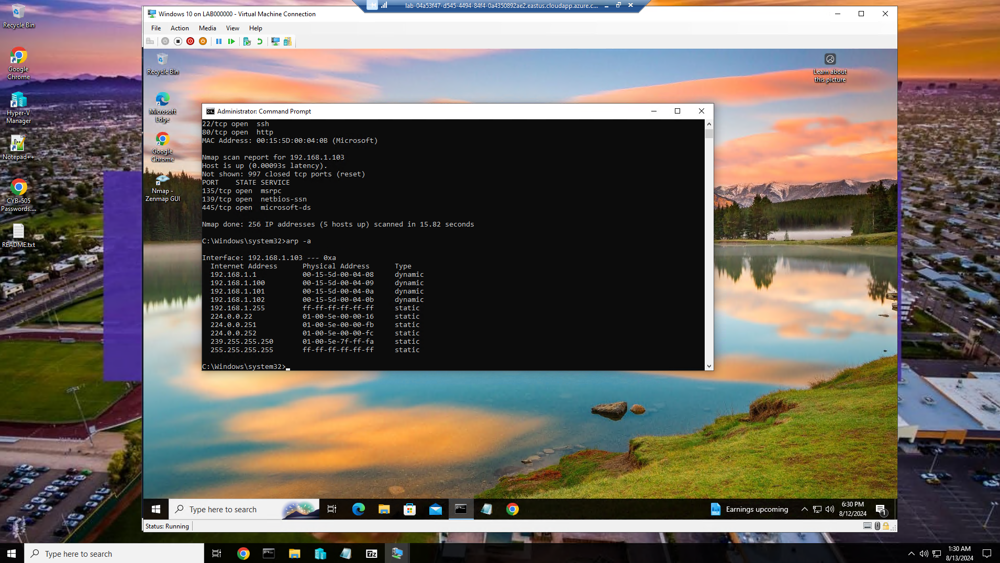 lab-04a53f47-d545-4494-84f4-0a4350892ae2.eastus.cloudapp.azure.c...
Recycle Bin
Google
Chrome
Hyper-V
Manager
Notepad++
CYB-505
Passwords....
README.txt
Windows 10 on LAB000000 - Virtual Machine Connection
File Action Media View Help
Recycle Bin
Microsoft
Edge
Google
Chrome
Nmap -
Zenmap GUI
Learn about
this picture
Administrator: Command Prompt
22/tcp open ssh
80/tcp open http
MAC Address: 00:15:5D:00:04:0B (Microsoft)
Nmap scan report for 192.168.1.103
Host is up (0.00093s latency).
Not shown: 997 closed tcp ports (reset)
PORT STATE SERVICE
135/tcp open msrpc
139/tcp open netbios-ssn
445/tcp open microsoft-ds
Nmap done: 256 IP addresses (5 hosts up) scanned in 15.82 seconds
C:\Windows\system32>arp -a
Interface: 192.168.1.103 --- 0xa
Internet Address Physical Address Type
192.168.1.1 00-15-5d-00-04-08 dynamic
192.168.1.100 00-15-5d-00-04-09 dynamic
192.168.1.101 00-15-5d-00-04-0a dynamic
192.168.1.102 00-15-5d-00-04-0b dynamic
192.168.1.255 ff-ff-ff-ff-ff-ff static
224.0.0.22 01-00-5e-00-00-16 static
224.0.0.251 01-00-5e-00-00-fb static
224.0.0.252 01-00-5e-00-00-fc static
239.255.255.250 01-00-5e-7f-ff-fa static
255.255.255.255 ff-ff-ff-ff-ff-ff static
C:\Windows\system32>
Type here to search
Earnings upcoming
6:30 PM
8/12/2024
1
Status: Running
Type here to search
7z
1:30 AM
8/13/2024